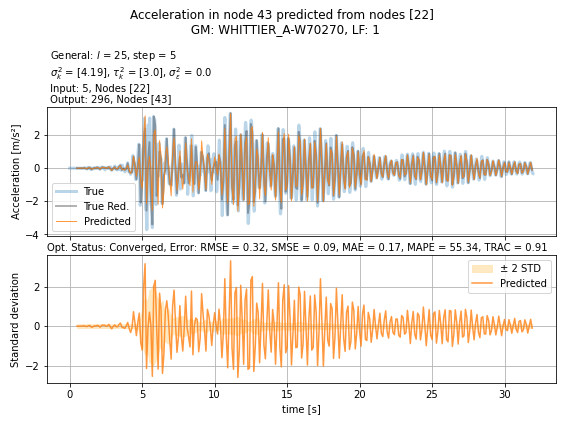 Acceleration in node 43 predicted from nodes [22]
GM: WHITTIER_A-W70270, LF: 1
General: l = 25, step = 5
σ²ₖ = [4.19], τ²ₖ = [3.0], σ²ε = 0.0
Input: 5, Nodes [22]
Output: 296, Nodes [43]
Acceleration [m/s²]
2
0
−2
−4
True
True Red.
Predicted
Opt. Status: Converged, Error: RMSE = 0.32, SMSE = 0.09, MAE = 0.17, MAPE = 55.34, TRAC = 0.91
Standard deviation
2
0
−2
± 2 STD
Predicted
0 5 10 15 20 25 30
time [s]